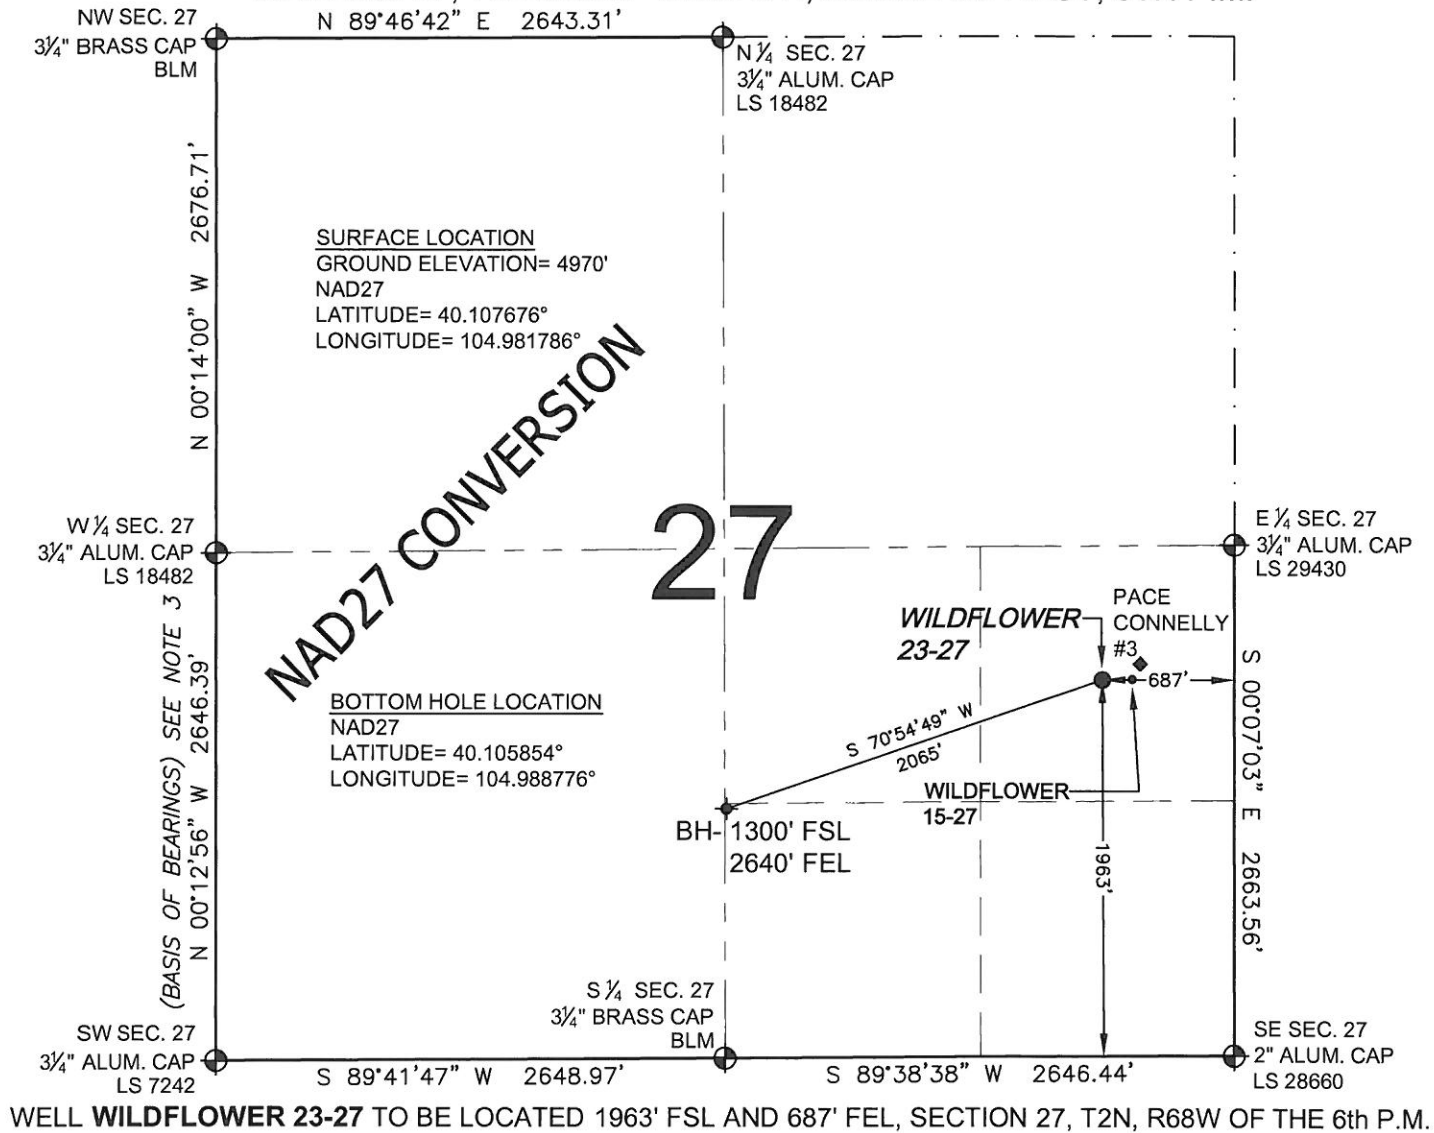 NW SEC. 27
3¼" BRASS CAP
BLM
N 89°46'42" E 2643.31'
N ¼ SEC. 27
3¼" ALUM. CAP
LS 18482
N 00°14'00" W 2676.71'
SURFACE LOCATION
GROUND ELEVATION= 4970'
NAD27
LATITUDE= 40.107676°
LONGITUDE= 104.981786°
NAD27 CONVERSION
27
W ¼ SEC. 27
3¼" ALUM. CAP
LS 18482
E ¼ SEC. 27
3¼" ALUM. CAP
LS 29430
WILDFLOWER
23-27
PACE
CONNELLY
#3
687'
S 00°07'03" E 2663.56'
(BASIS OF BEARINGS) SEE NOTE 3
N 00°12'56" W 2646.39'
BOTTOM HOLE LOCATION
NAD27
LATITUDE= 40.105854°
LONGITUDE= 104.988776°
S 70°54'49" W
2065'
WILDFLOWER
15-27
BH- 1300' FSL
2640' FEL
1963'
S ¼ SEC. 27
3¼" BRASS CAP
BLM
SW SEC. 27
3¼" ALUM. CAP
LS 7242
S 89°41'47" W 2648.97'
S 89°38'38" W 2646.44'
SE SEC. 27
2" ALUM. CAP
LS 28660
WELL WILDFLOWER 23-27 TO BE LOCATED 1963' FSL AND 687' FEL, SECTION 27, T2N, R68W OF THE 6th P.M.